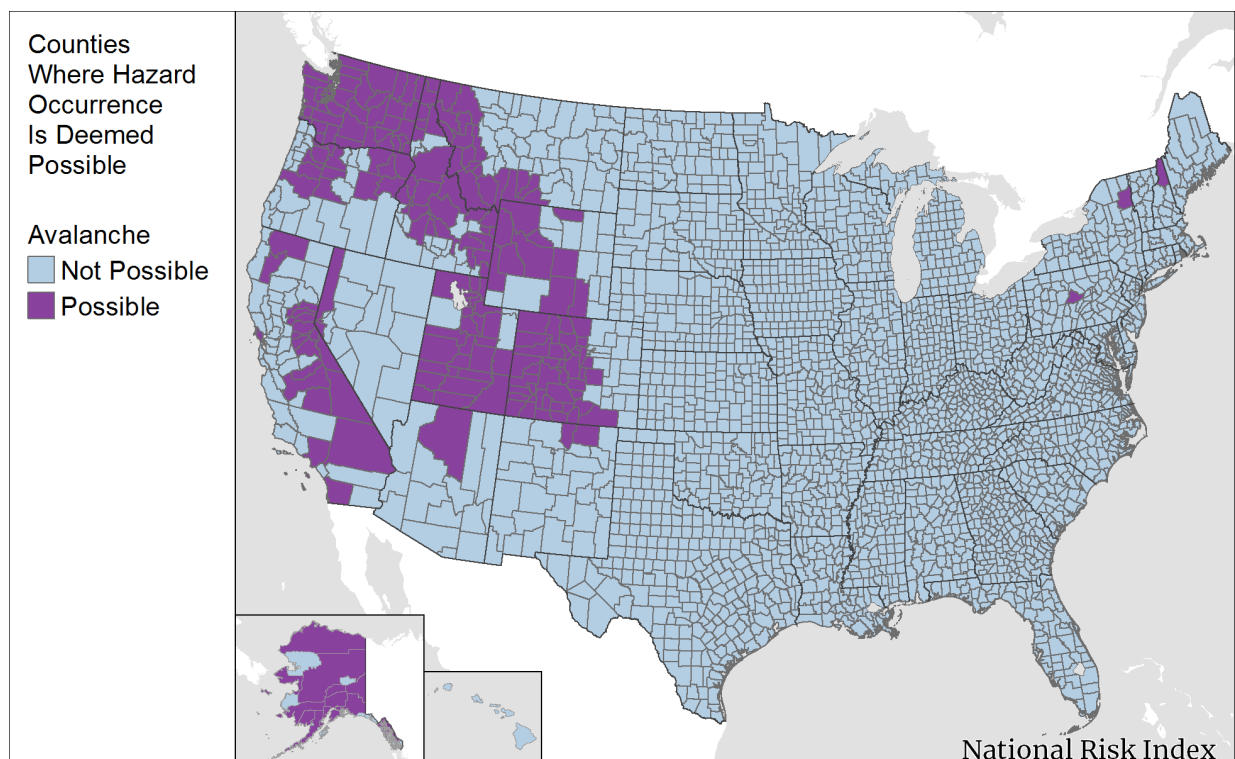 Counties
Where Hazard
Occurrence
Is Deemed
Possible
Avalanche
Not Possible
Possible
National Risk Index